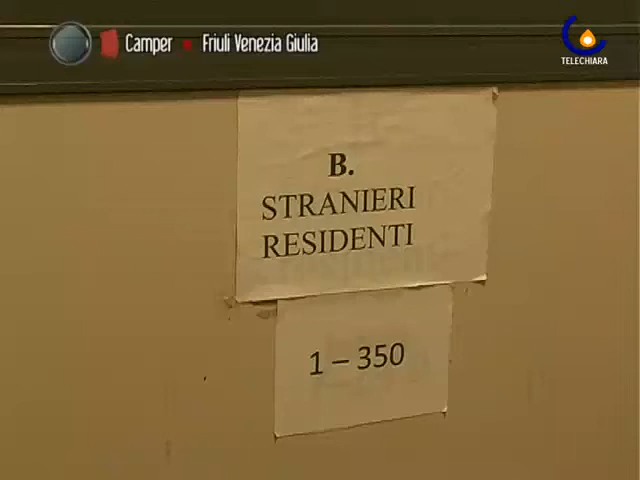 Camper Friuli Venezia Giulia
TELECHIARA
B.
STRANIERI
RESIDENTI
1 – 350